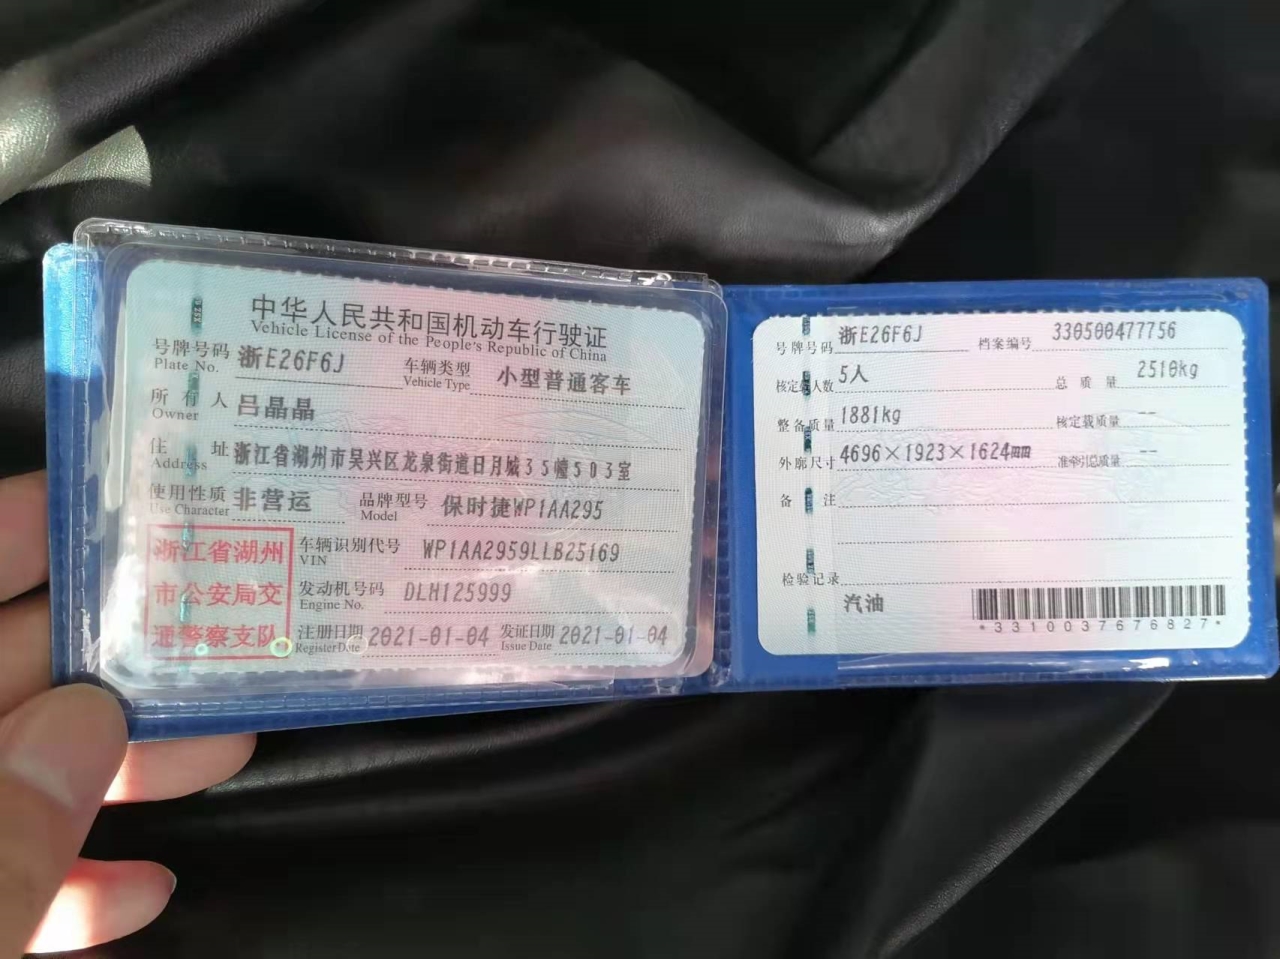 中华人民共和国机动车行驶证
Vehicle License of the People's Republic of China
号牌号码 浙E26F6J 车辆类型 小型普通客车
Plate No. Vehicle Type
所有人 吕晶晶
Owner
住址 浙江省湖州市吴兴区龙泉街道日月城35幢503室
Address
使用性质 非营运 品牌型号 保时捷WP1AA295
Use Character Model
浙江省湖州
市公安局交
通警察支队
车辆识别代号 WP1AA2959LLB25169
VIN
发动机号码 DLH125999
Engine No.
注册日期 2021-01-04 发证日期 2021-01-04
Register Date Issue Date
号牌号码 浙E26F6J 档案编号 330500477756
核定载人数 5人 总质量 2510kg
整备质量 1881kg 核定载质量 --
外廓尺寸 4696×1923×1624mm 准牵引总质量 --
备注
检验记录
汽油
*3310037676827*